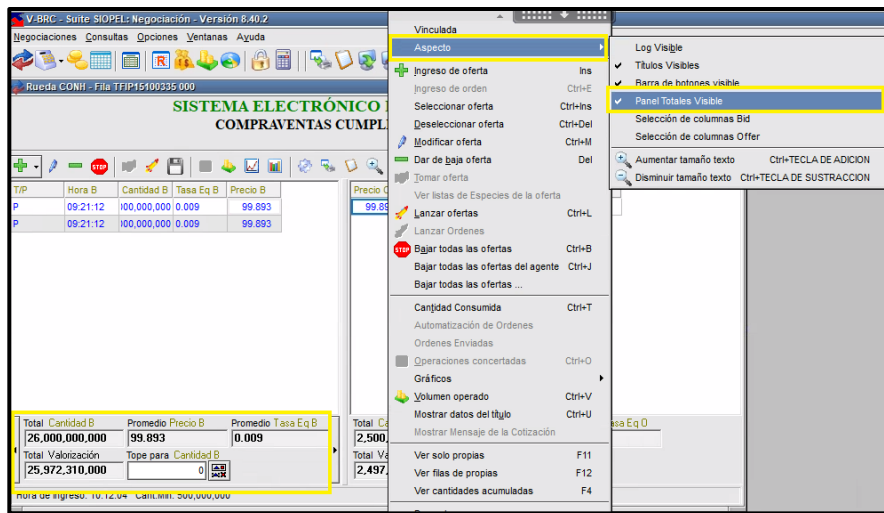 V-BRC - Suite SIOPEL: Negociación - Versión 8.40.2
Negociaciones Consultas Opciones Ventanas Ayuda
Rueda CONH - Fila TFIP15100335 000
SISTEMA ELECTRÓNICO
COMPRAVENTAS CUMPL
STOP
T/P Hora B Cantidad B Tasa Eq B Precio B
P 09:21:12 00,000,000 0.009 99.893
P 09:21:12 00,000,000 0.009 99.893
Precio
99.89
Vinculada
Aspecto
Ingreso de oferta Ins
Ingreso de orden Ctrl+E
Seleccionar oferta Ctrl+Ins
Deseleccionar oferta Ctrl+Del
Modificar oferta Ctrl+M
Dar de baja oferta Del
Tomar oferta
Ver listas de Especies de la oferta
Lanzar ofertas Ctrl+L
Lanzar Ordenes
STOP Bajar todas las ofertas Ctrl+B
Bajar todas las ofertas del agente Ctrl+J
Bajar todas las ofertas ...
Cantidad Consumida Ctrl+T
Automatización de Ordenes
Ordenes Enviadas
Operaciones concertadas Ctrl+O
Gráficos
Volumen operado Ctrl+V
Mostrar datos del título Ctrl+U
Mostrar Mensaje de la Cotización
Ver solo propias F11
Ver filas de propias F12
Ver cantidades acumuladas F4
Log Visible
Títulos Visibles
Barra de botones visible
Panel Totales Visible
Selección de columnas Bid
Selección de columnas Offer
Aumentar tamaño texto Ctrl+TECLA DE ADICION
Disminuir tamaño texto Ctrl+TECLA DE SUSTRACCION
Total Cantidad B Promedio Precio B Promedio Tasa Eq B
26,000,000,000 99.893 0.009
Total Valorización Tope para Cantidad B
25,972,310,000 0
Total Ca
2,500,
Total Va
2,497,
sa Eq O
Hora de ingreso: 10:12:04 Cant.Min: 500,000,000